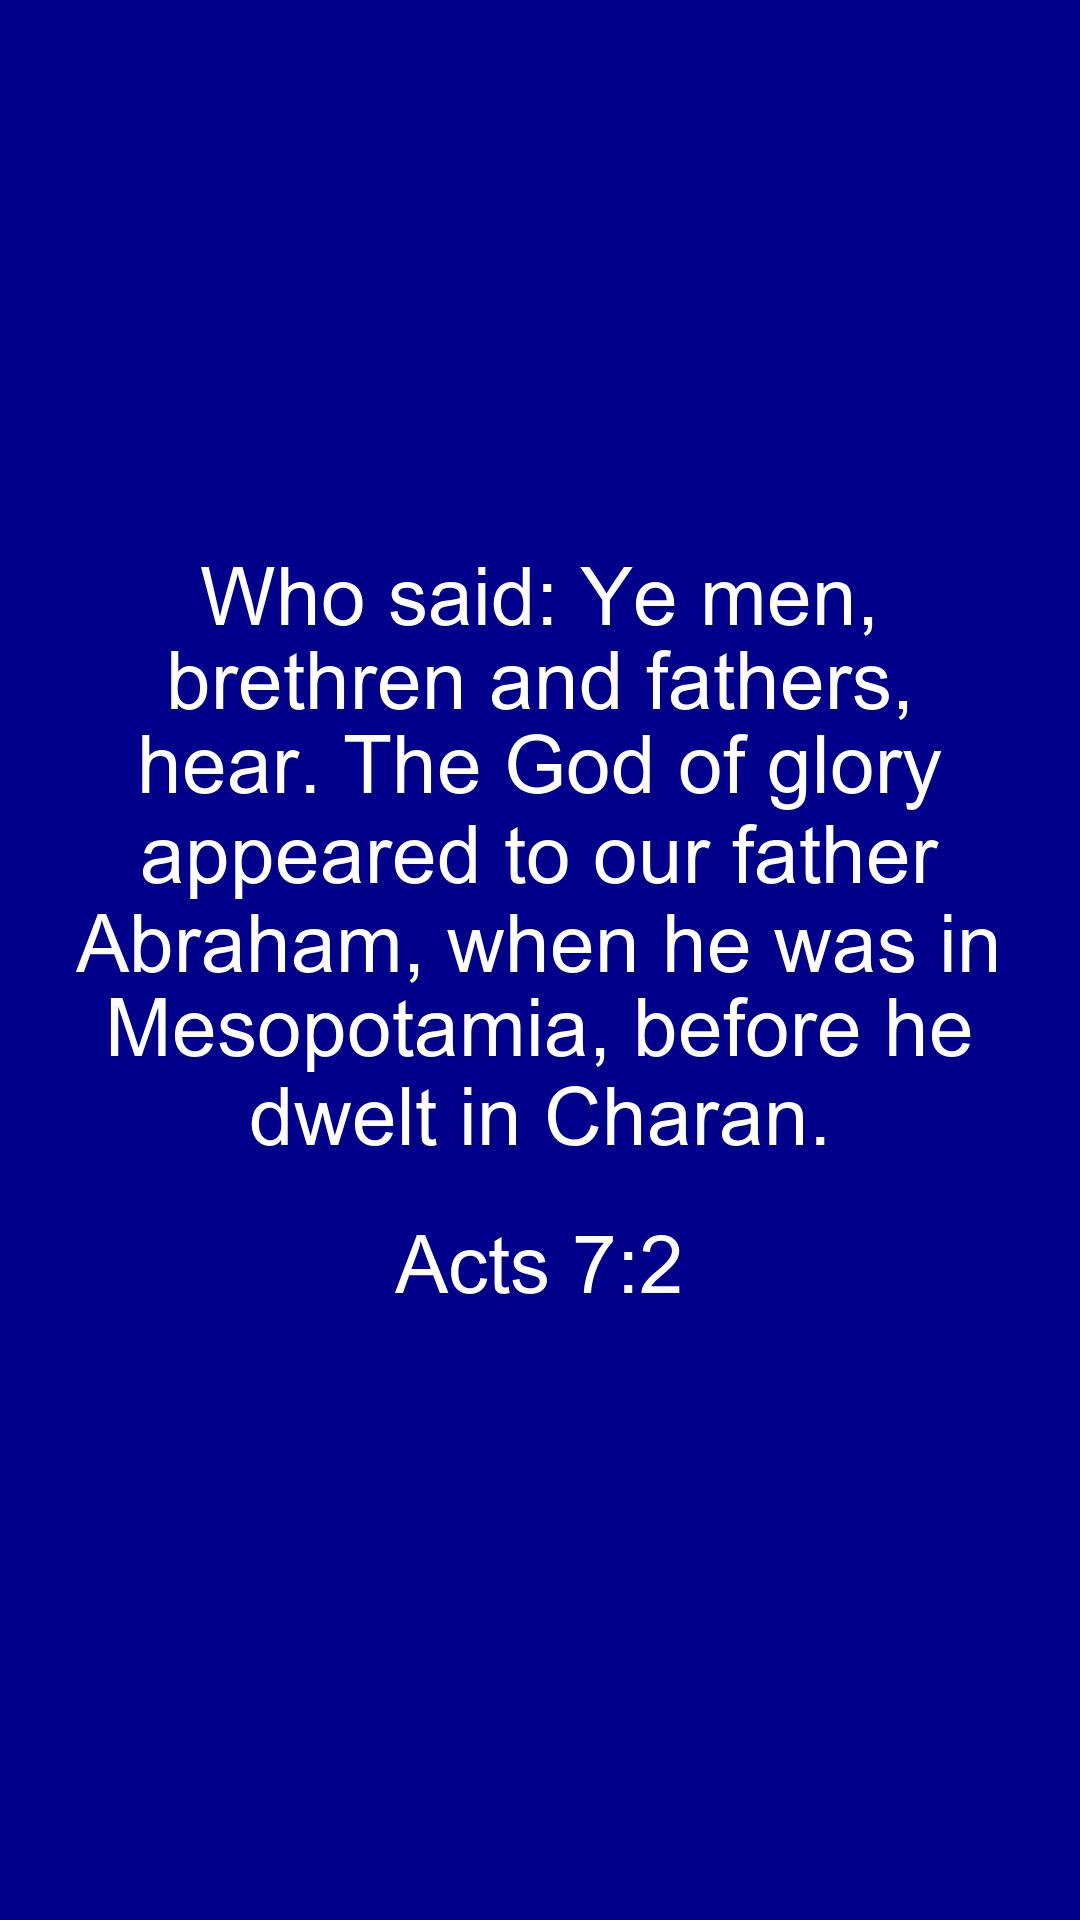 Who said: Ye men,
brethren and fathers,
hear. The God of glory
appeared to our father
Abraham, when he was in
Mesopotamia, before he
dwelt in Charan.
Acts 7:2